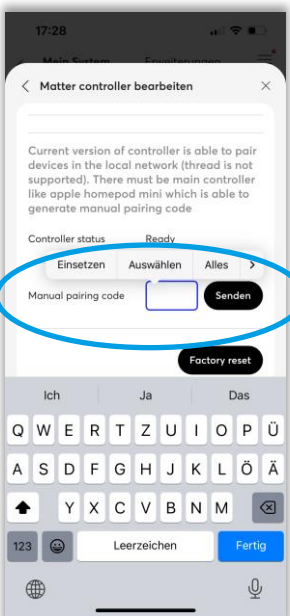 17:28
Mein System Erweiterungen
Matter controller bearbeiten
Current version of controller is able to pair
devices in the local network (thread is not
supported). There must be main controller
like apple homepod mini which is able to
generate manual pairing code
Controller status Ready
Einsetzen Auswählen Alles
Manual pairing code Senden
Factory reset
Ich Ja Das
Q W E R T Z U I O P Ü
A S D F G H J K L Ö Ä
Y X C V B N M
123 Leerzeichen Fertig